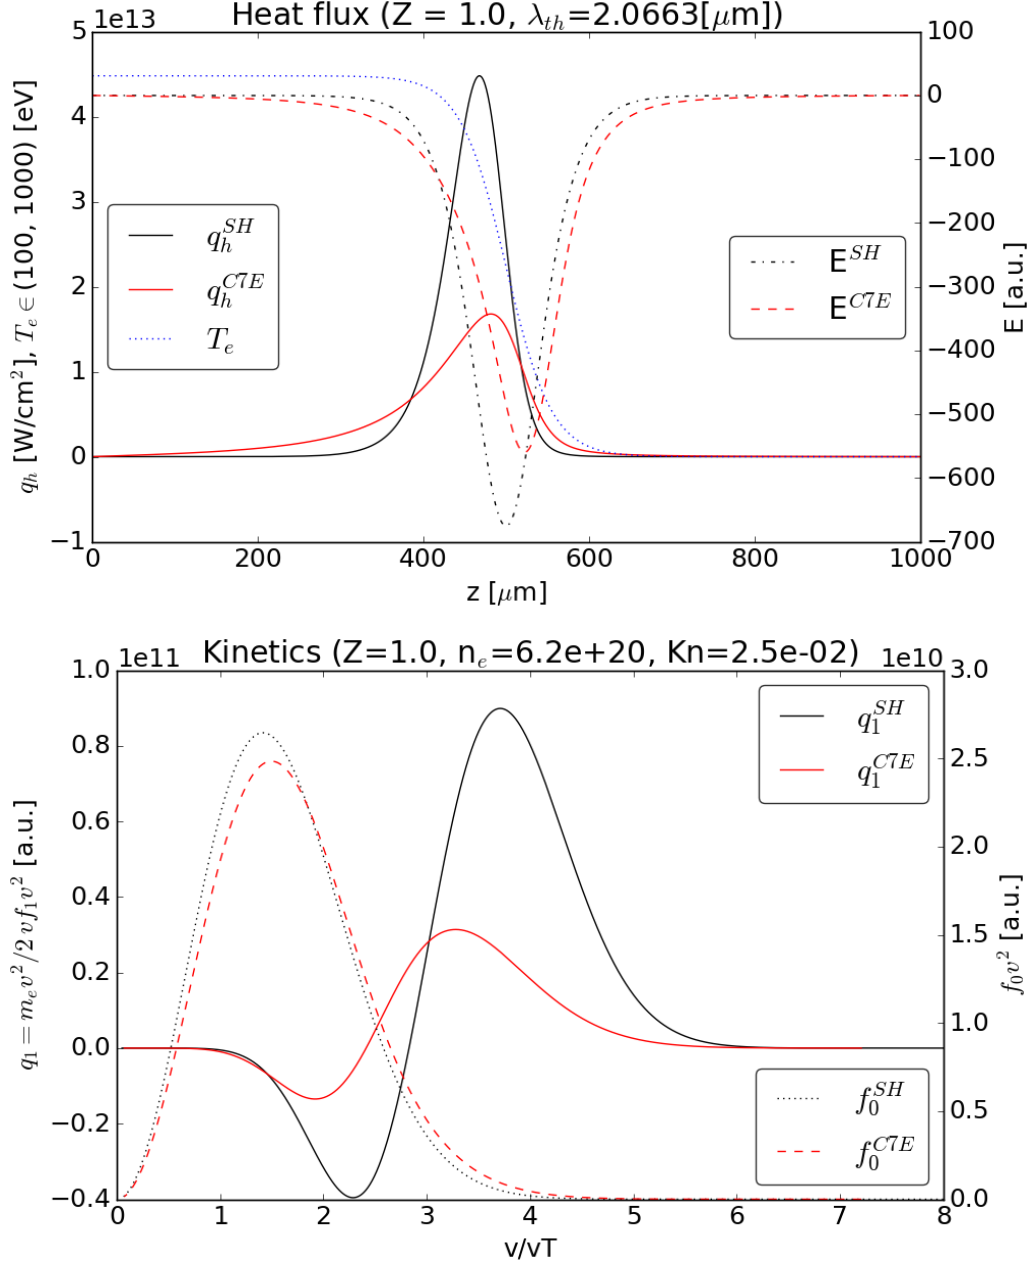 Heat flux (Z = 1.0, λ_th=2.0663[μm])
1e13
5
4
3
2
1
0
−1
100
0
−100
−200
−300
−400
−500
−600
−700
q_h [W/cm²], T_e ∈ (100, 1000) [eV]
E [a.u.]
q_h^SH
q_h^C7E
T_e
E^SH
E^C7E
0 200 400 600 800 1000
z [μm]
Kinetics (Z=1.0, n_e=6.2e+20, Kn=2.5e-02)
1e11
1e10
1.0
0.8
0.6
0.4
0.2
0.0
−0.2
−0.4
3.0
2.5
2.0
1.5
1.0
0.5
0.0
q_1 = m_e v²/2 v f_1 v² [a.u.]
f_0 v² [a.u.]
q_1^SH
q_1^C7E
f_0^SH
f_0^C7E
0 1 2 3 4 5 6 7 8
v/vT